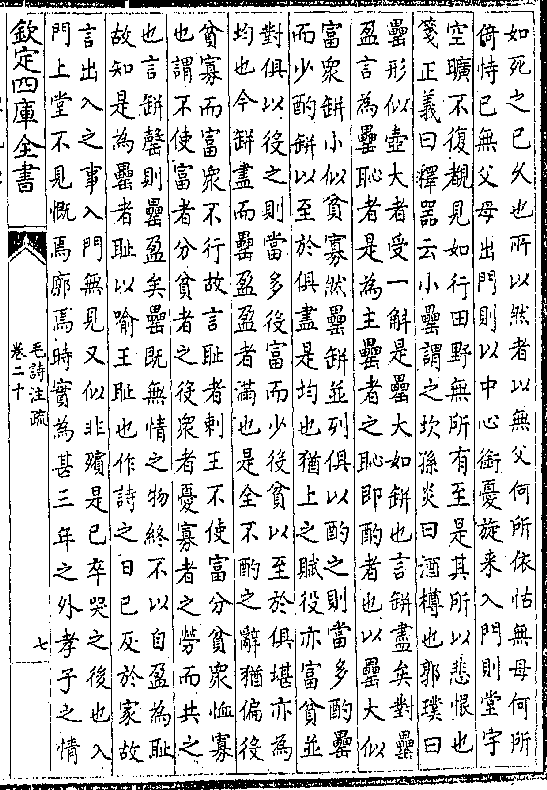 如死之已久也所以然者以無父何所依怙無母何所
倚恃已無父母出門則以中心銜憂旋來入門則堂宇
空曠不復覩見如行田野無所有至是其所以悲恨也
箋正義曰釋噐云小罍謂之坎孫炎曰酒樽也郭璞曰
罍形似壺大者受一斛是罍大如缾也言缾盡矣對罍
盈言為罍恥者是為主罍者之恥即酌者也以罍大似
富衆缾小似貧寡然罍缾並列俱以酌之則當多酌罍
而少酌缾以至於俱盡是均也猶上之賦役亦富貧並
對俱以役之則當多役富而少役貧以至於俱堪亦為
均也今缾盡而罍盈盈者滿也是全不酌之辭猶偏役
貧寡而富衆不行故言恥者刺王不使富分貧衆恤寡
也謂不使富者分貧者之役衆者憂寡者之勞而共之
也言缾罄則罍盈矣罍既無情之物終不以自盈為恥
故知是為罍者耻以喻王耻也作詩之日已反於家故
言出入之事入門無見又似非殯是已卒哭之後也入
門上堂不見慨焉廓焉時實為甚三年之外孝子之情
欽定四庫全書
毛詩注疏
卷二十
七